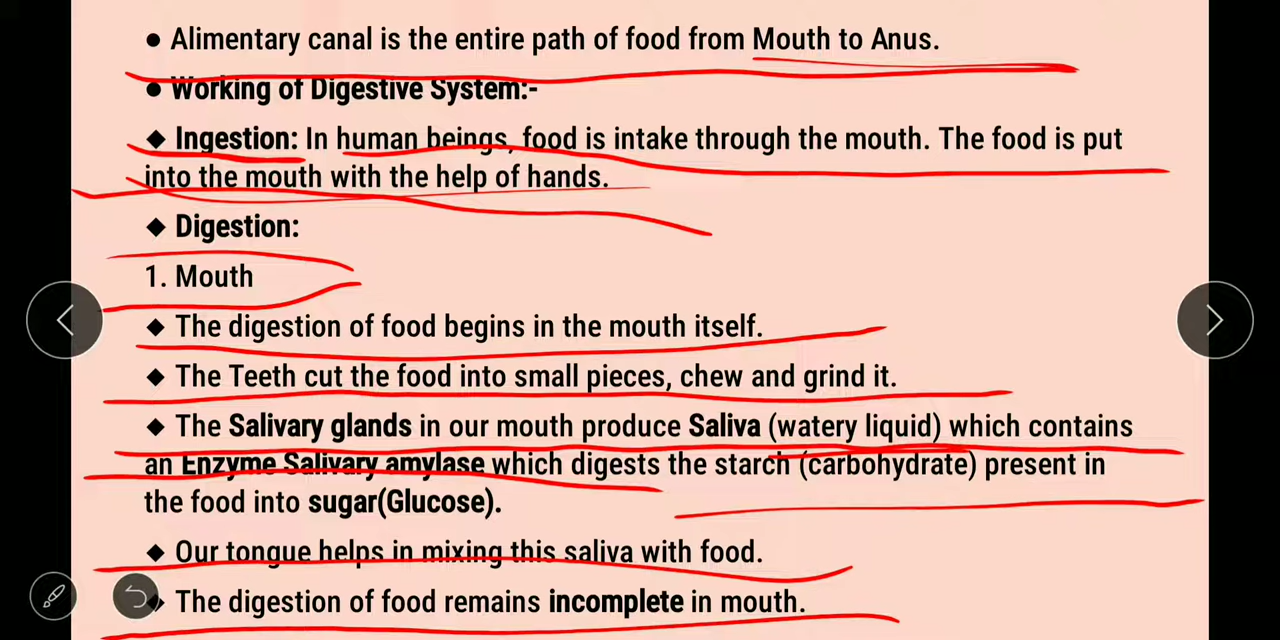 ● Alimentary canal is the entire path of food from Mouth to Anus.
● Working of Digestive System:-
◆ Ingestion: In human beings, food is intake through the mouth. The food is put
into the mouth with the help of hands.
◆ Digestion:
1. Mouth
◆ The digestion of food begins in the mouth itself.
◆ The Teeth cut the food into small pieces, chew and grind it.
◆ The Salivary glands in our mouth produce Saliva (watery liquid) which contains
an Enzyme Salivary amylase which digests the starch (carbohydrate) present in
the food into sugar(Glucose).
◆ Our tongue helps in mixing this saliva with food.
◆ The digestion of food remains incomplete in mouth.